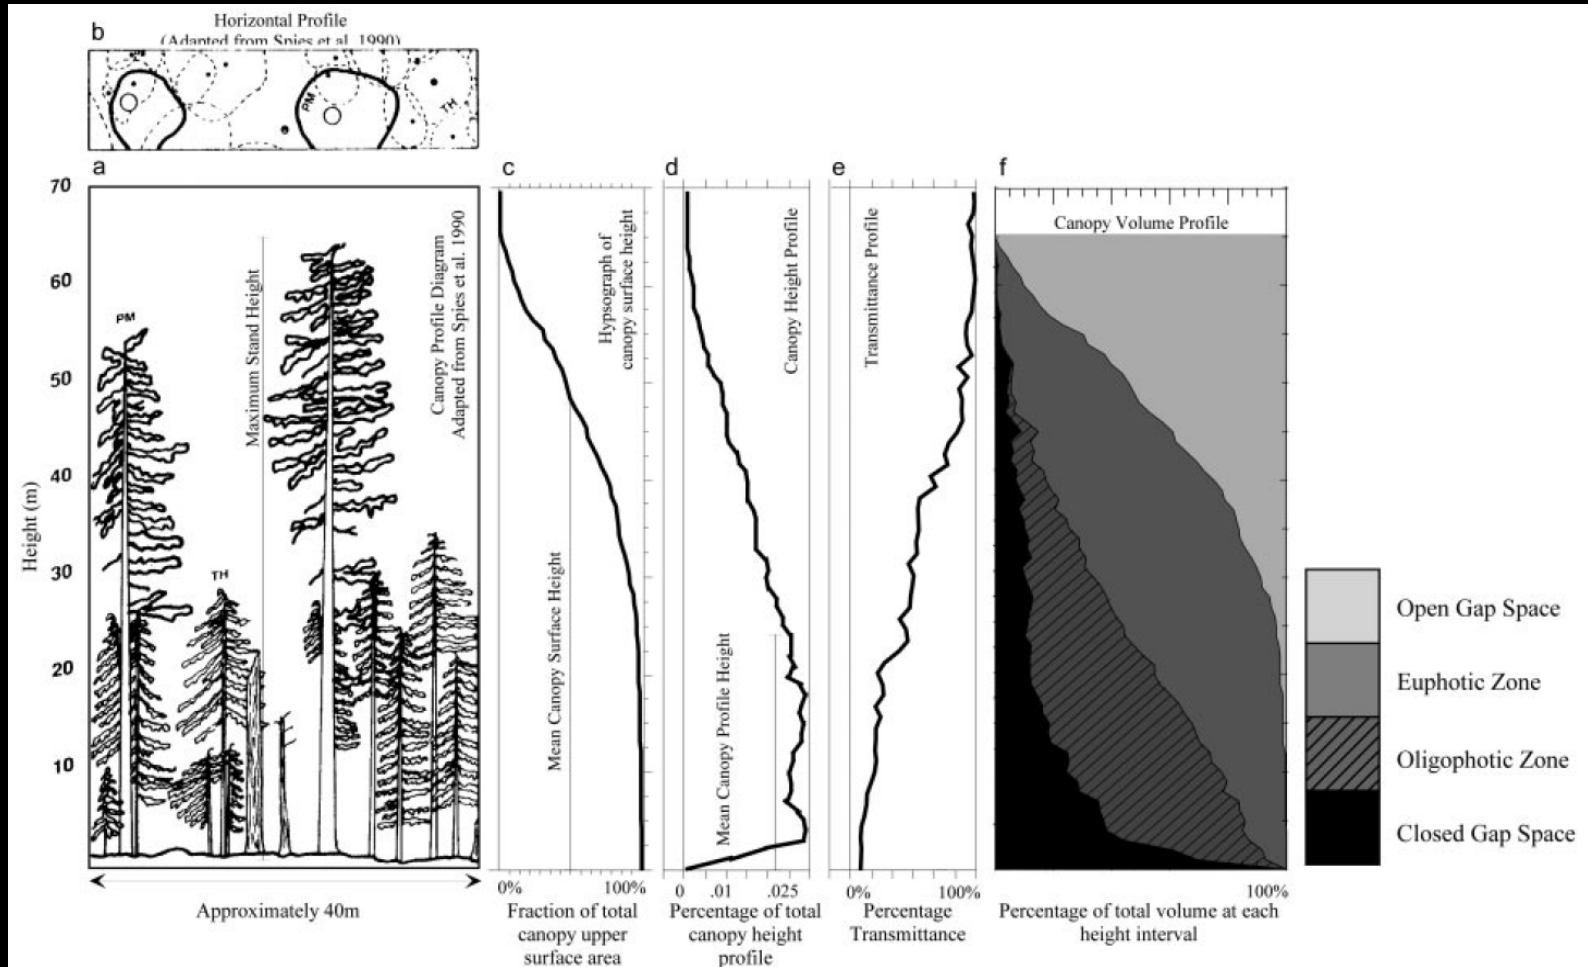 b
Horizontal Profile
(Adapted from Spies et al. 1990)
PM
TH
a
c
d
e
f
70
60
50
40
30
20
10
Height (m)
PM
TH
Maximum Stand Height
Canopy Profile Diagram
Adapted from Spies et al. 1990
Approximately 40m
Hypsograph of
canopy surface height
Mean Canopy Surface Height
0% 100%
Fraction of total
canopy upper
surface area
Canopy Height Profile
Mean Canopy Profile Height
0 .01 .025
Percentage of total
canopy height
profile
Transmittance Profile
0% 100%
Percentage
Transmittance
Canopy Volume Profile
100%
Percentage of total volume at each
height interval
Open Gap Space
Euphotic Zone
Oligophotic Zone
Closed Gap Space